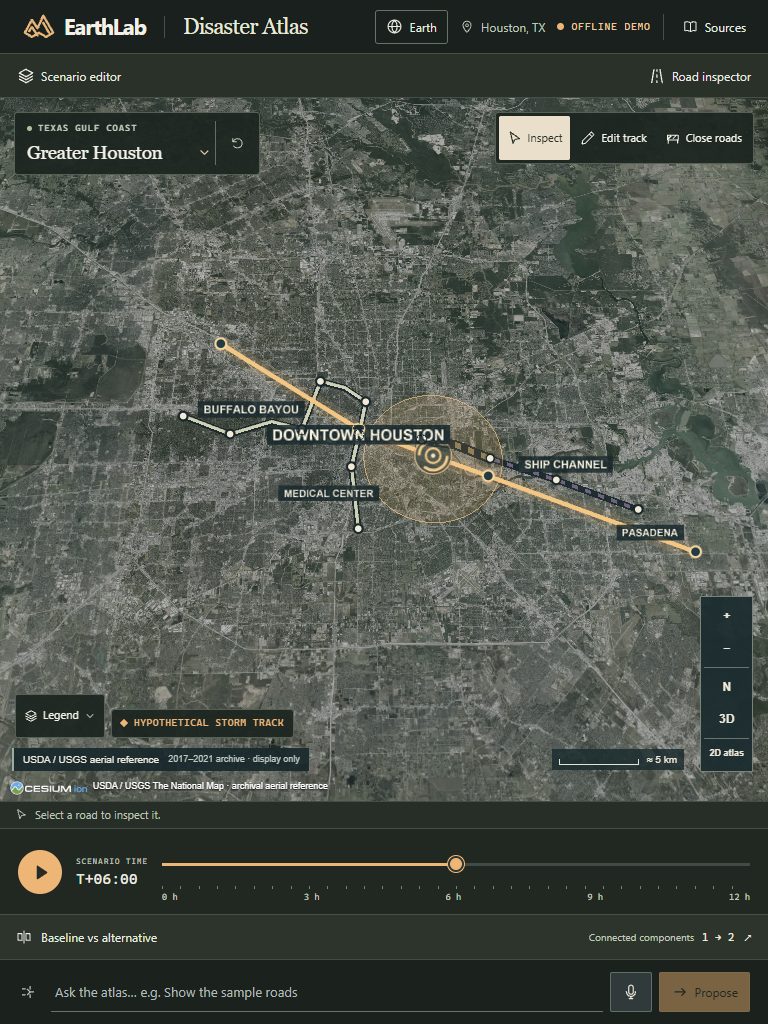 EarthLab
Disaster Atlas
Earth
Houston, TX
OFFLINE DEMO
Sources
Scenario editor
Road inspector
TEXAS GULF COAST
Greater Houston
Inspect
Edit track
Close roads
BUFFALO BAYOU
DOWNTOWN HOUSTON
SHIP CHANNEL
MEDICAL CENTER
PASADENA
+
−
N
3D
2D atlas
Legend
HYPOTHETICAL STORM TRACK
USDA / USGS aerial reference 2017–2021 archive · display only
≈ 5 km
CESIUM ion USDA / USGS The National Map · archival aerial reference
Select a road to inspect it.
SCENARIO TIME
T+06:00
0 h 3 h 6 h 9 h 12 h
Baseline vs alternative
Connected components 1 → 2 ↗
Ask the atlas... e.g. Show the sample roads
→ Propose